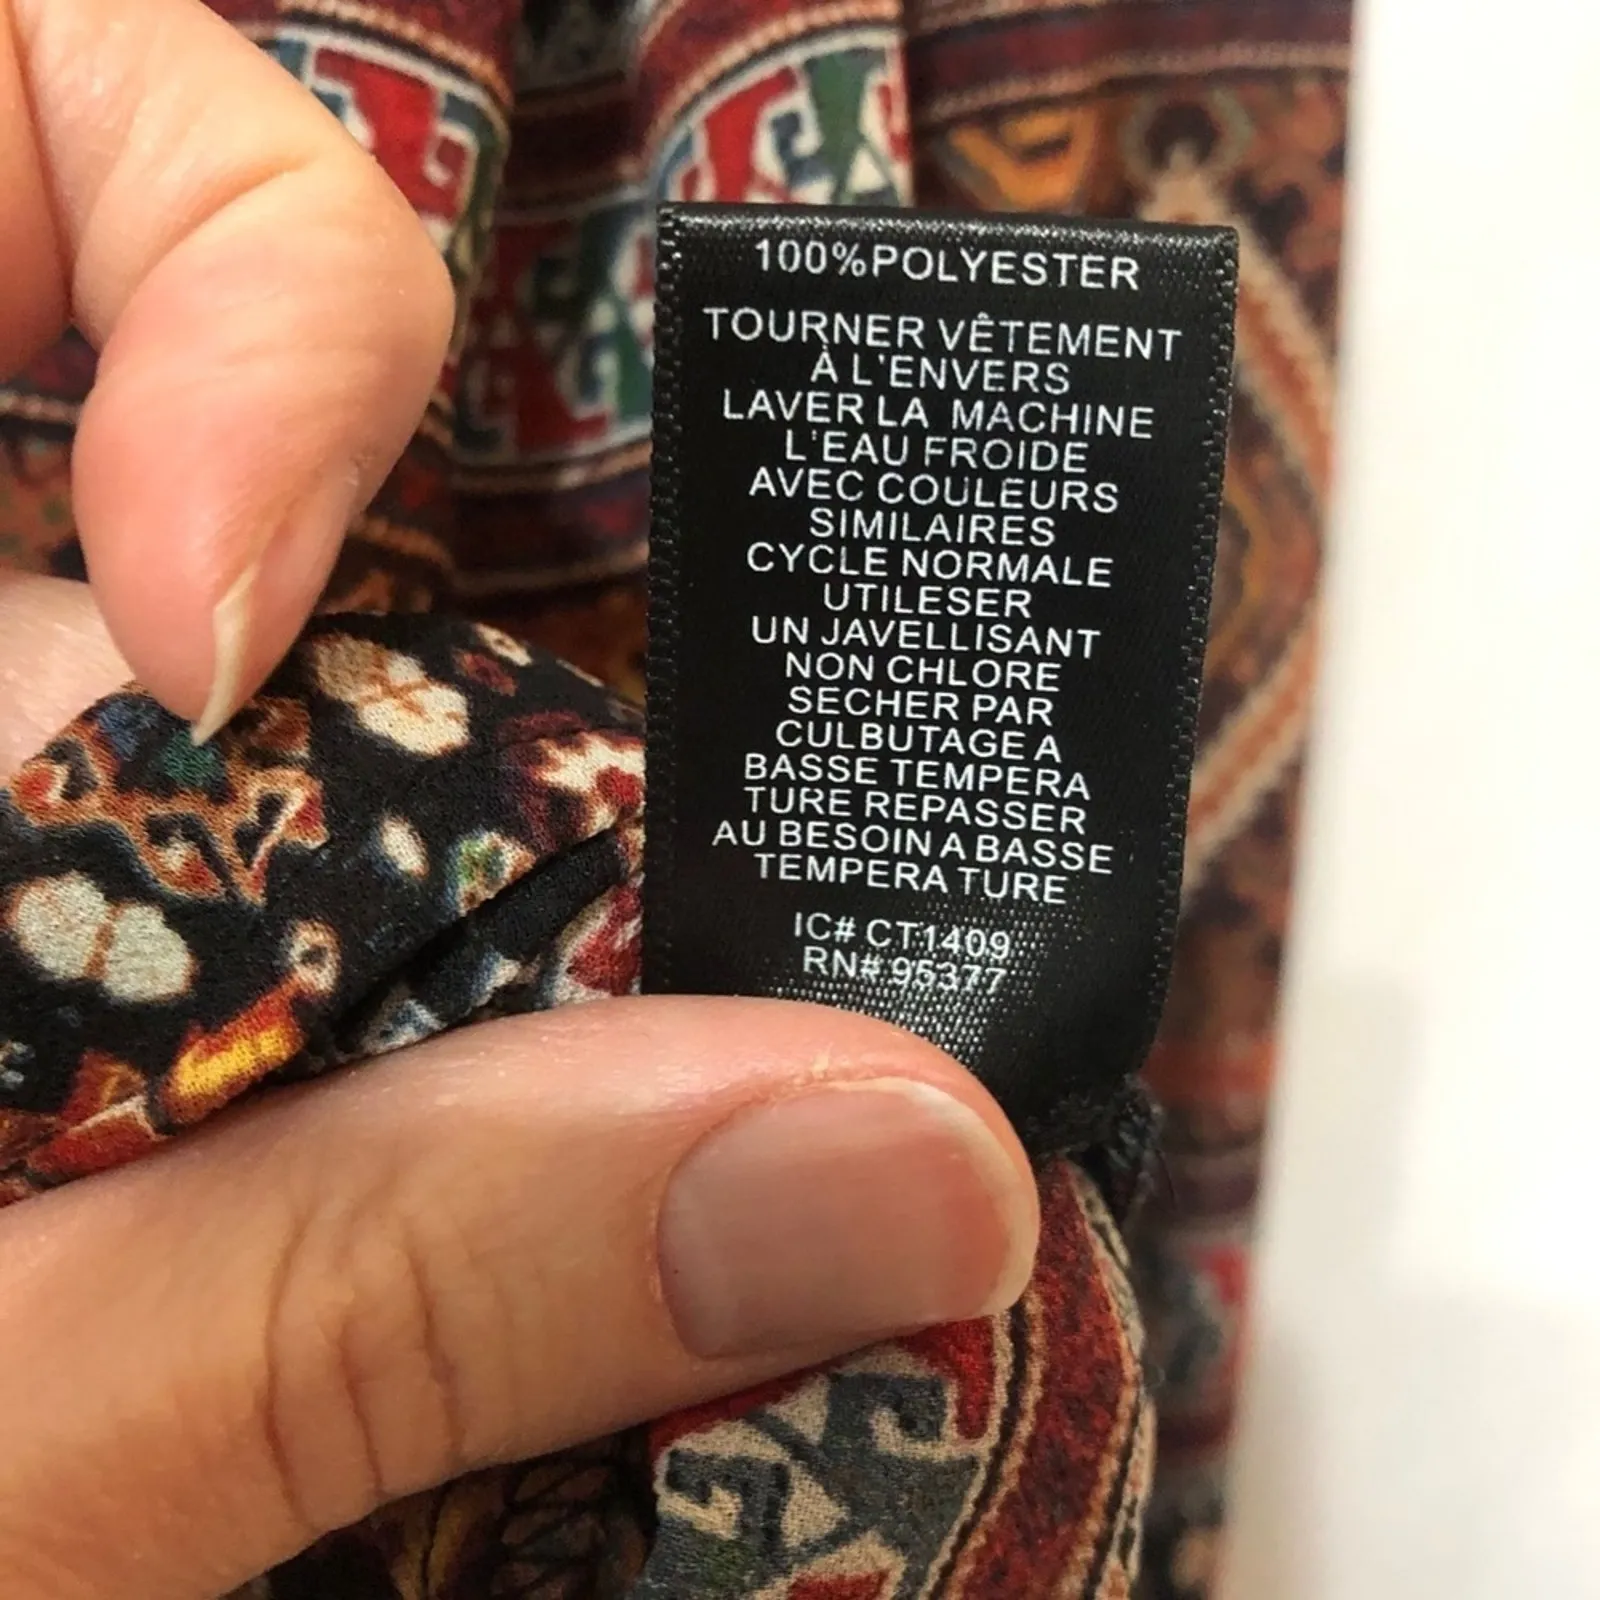 100%POLYESTER
TOURNER VÊTEMENT
À L'ENVERS
LAVER LA MACHINE
L'EAU FROIDE
AVEC COULEURS
SIMILAIRES
CYCLE NORMALE
UTILESER
UN JAVELLISANT
NON CHLORE
SECHER PAR
CULBUTAGE A
BASSE TEMPERA
TURE REPASSER
AU BESOIN A BASSE
TEMPERA TURE
IC# CT1409
RN# 95377